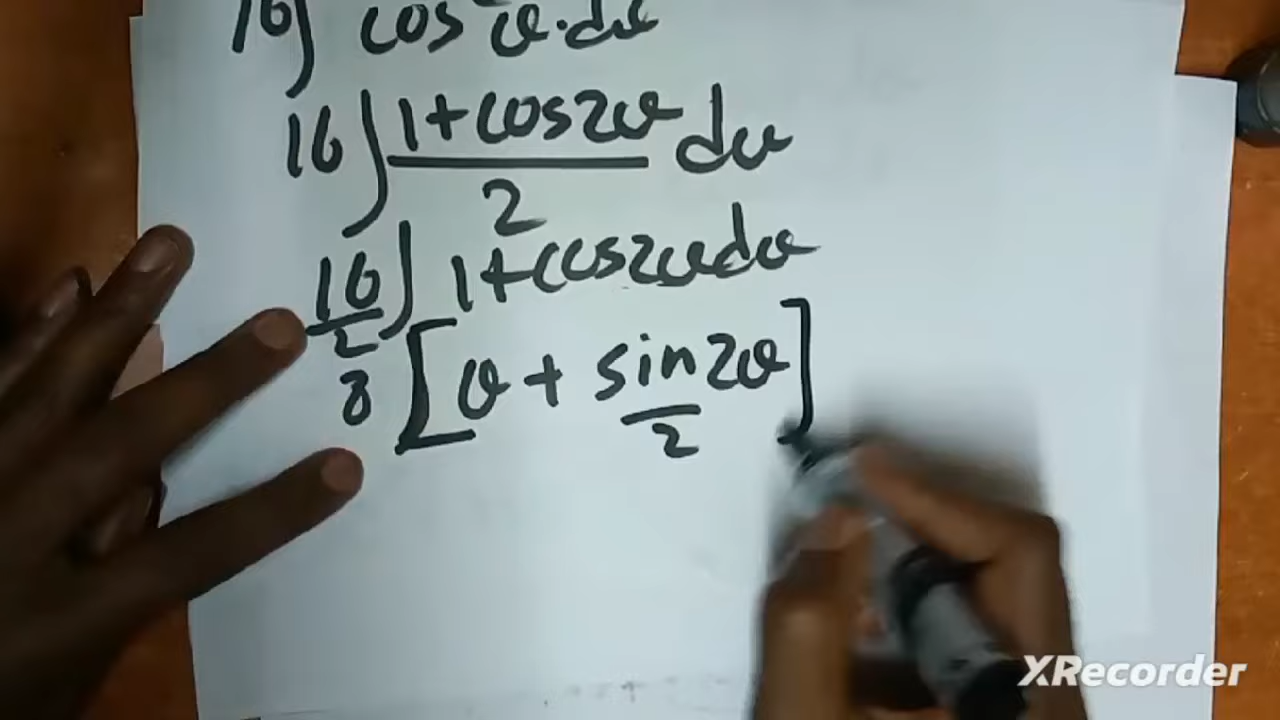 16∫ cos²θ·dθ
16∫ 1+cos2θ/2 dθ
16/2 ∫ 1+cos2θdθ
8 [θ + sin2θ/2]
XRecorder